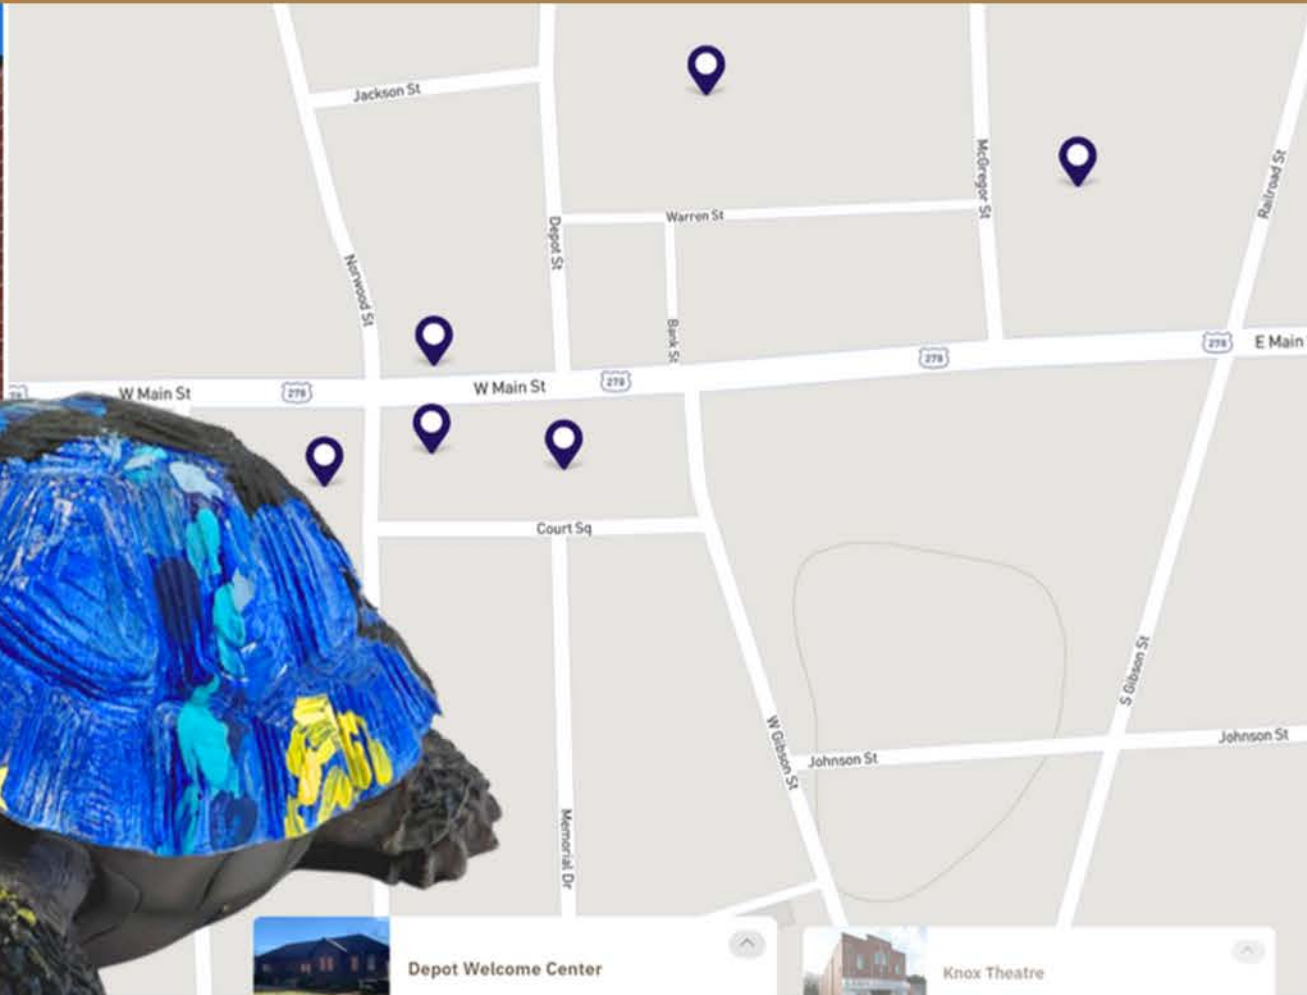 Jackson St
McGregor St
Railroad St
Warren St
Depot St
Norwood St
Bank St
278
278
278
E Main
W Main St
278
W Main St
Court Sq
S Gibson St
W Gibson St
Johnson St
Johnson St
Memorial Dr
Depot Welcome Center
Knox Theatre